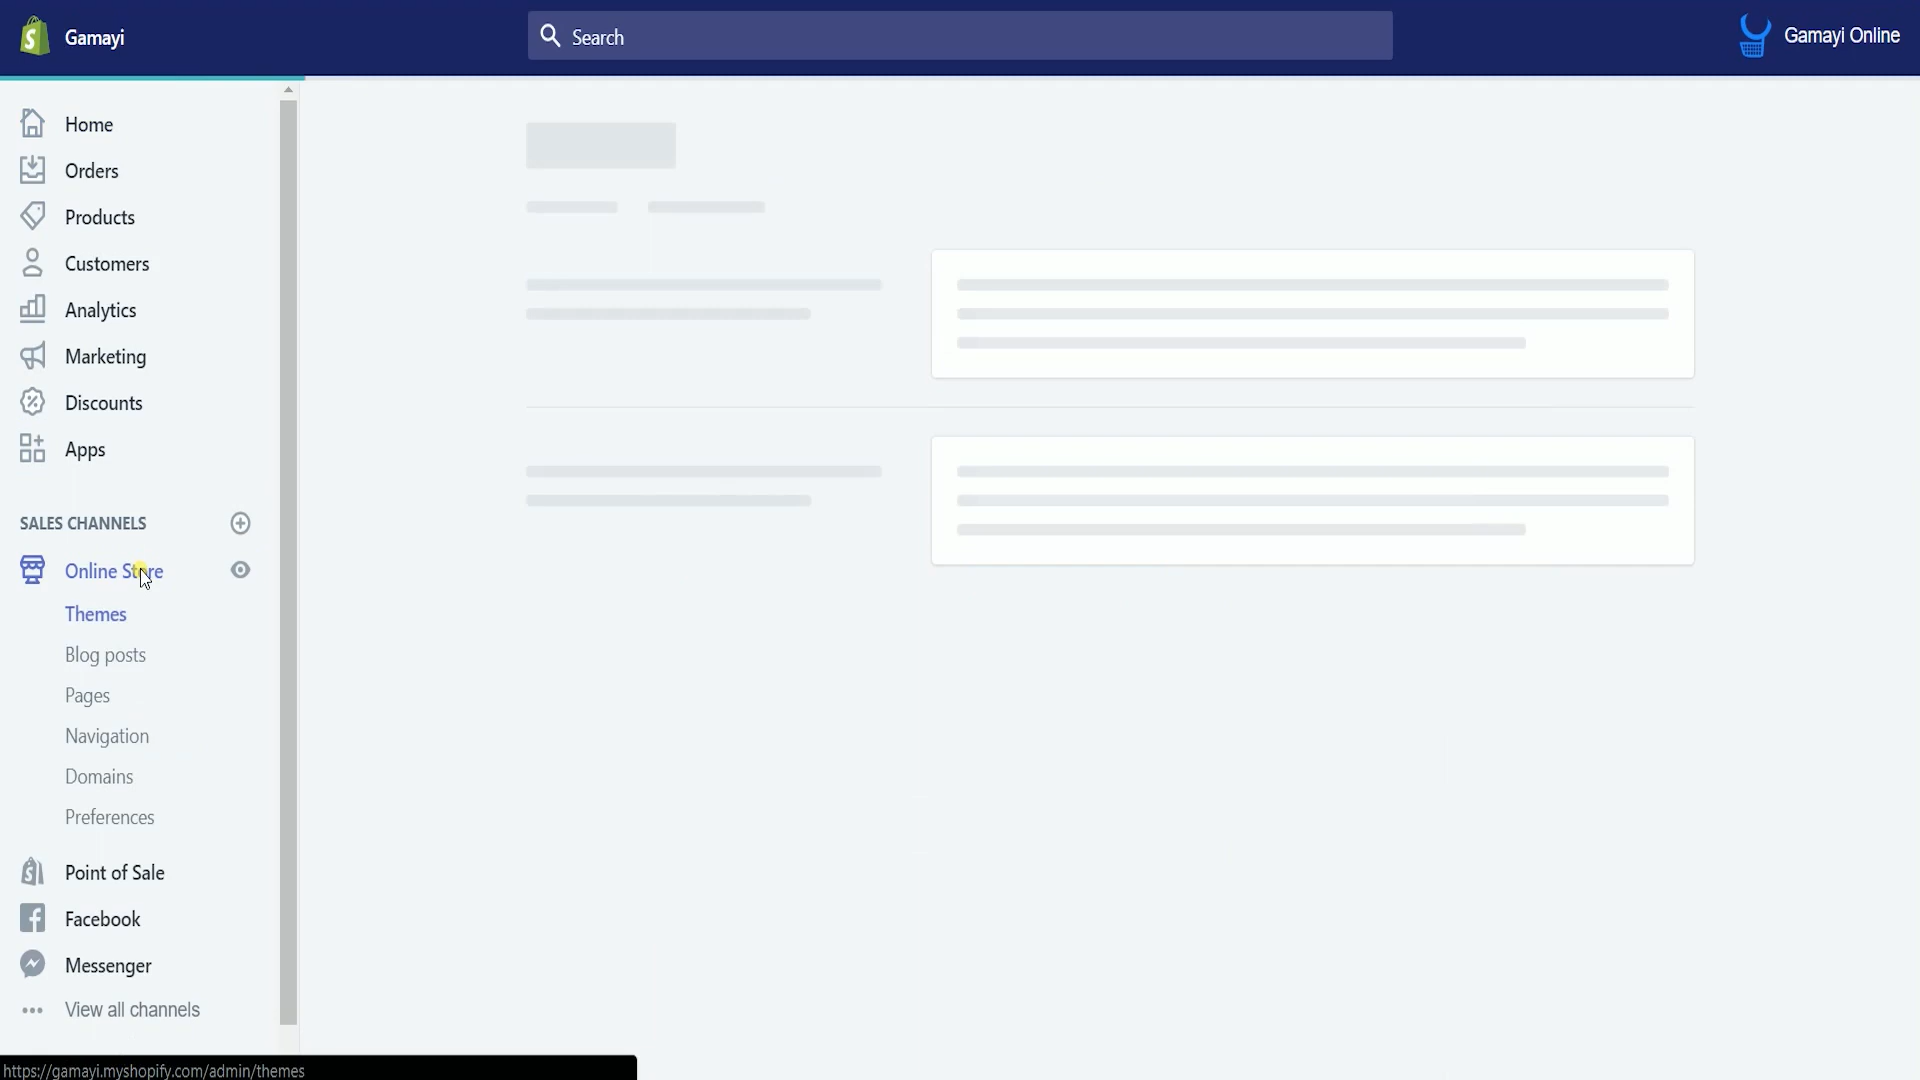 Gamayi
Search
Gamayi Online
Home
Orders
Products
Customers
Analytics
Marketing
Discounts
Apps
SALES CHANNELS
Online Store
Themes
Blog posts
Pages
Navigation
Domains
Preferences
Point of Sale
Facebook
Messenger
View all channels
https://gamayi.myshopify.com/admin/themes